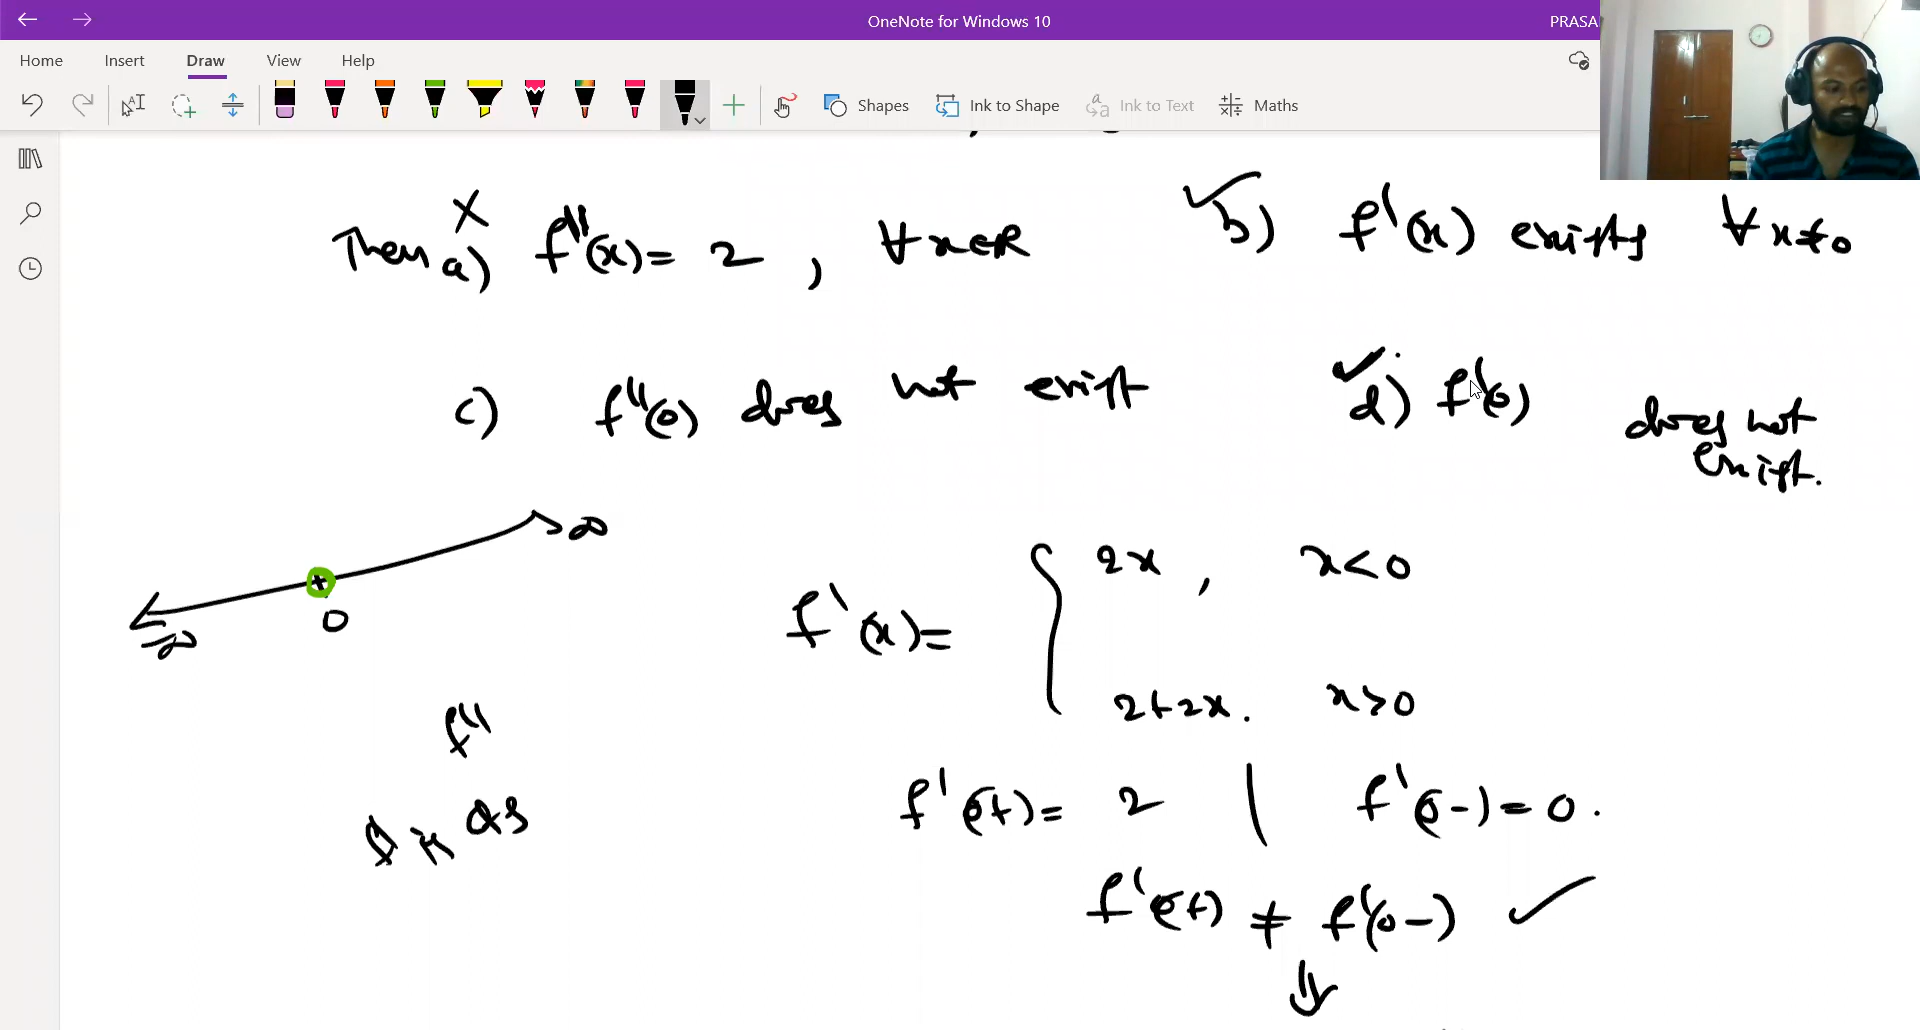 OneNote for Windows 10
PRASA
Home Insert Draw View Help
Shapes Ink to Shape Ink to Text Maths
Then a) f''(x) = 2 , ∀ x ∈ R
b) f'(x) exists ∀ x ≠ 0
c) f''(0) does not exist
d) f'(0) does not
exist.
-∞ 0 ∞
f'(x) = { 2x , x < 0
2+2x . x > 0
f''
f'(0+) = 2 | f'(0-) = 0 .
f'(0+) ≠ f'(0-) ✓
⇓